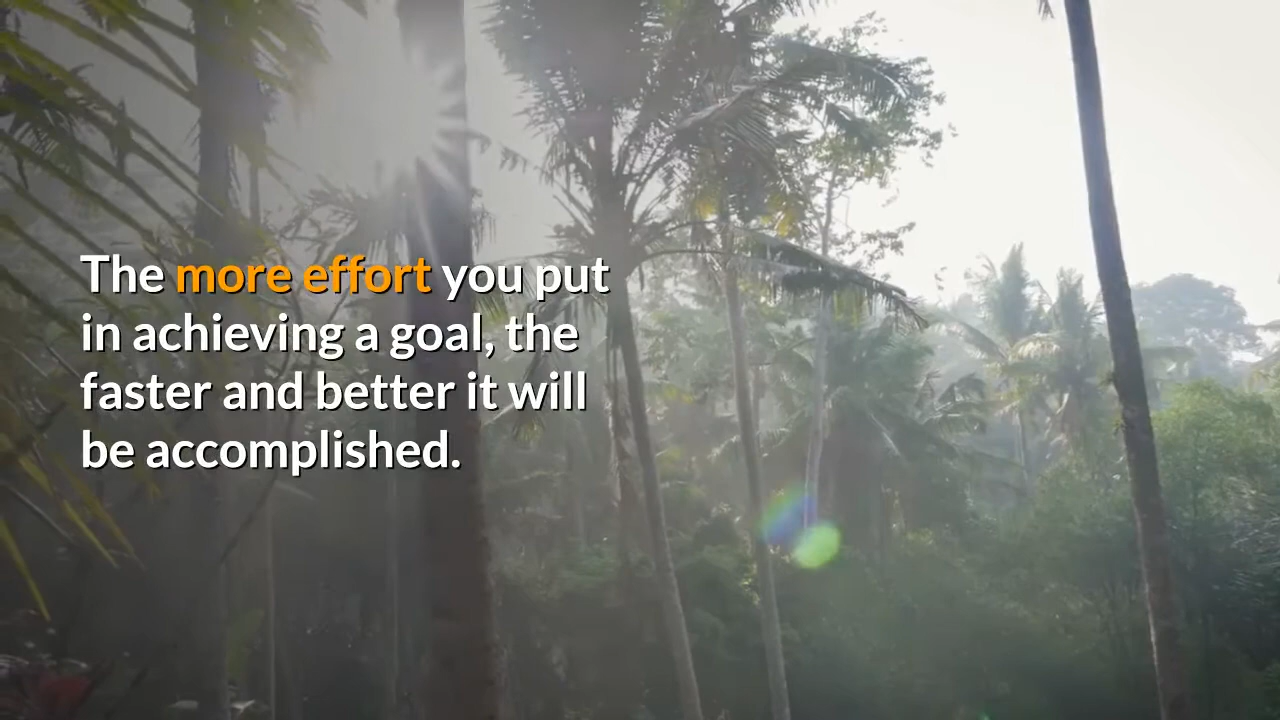 The more effort you put
in achieving a goal, the
faster and better it will
be accomplished.